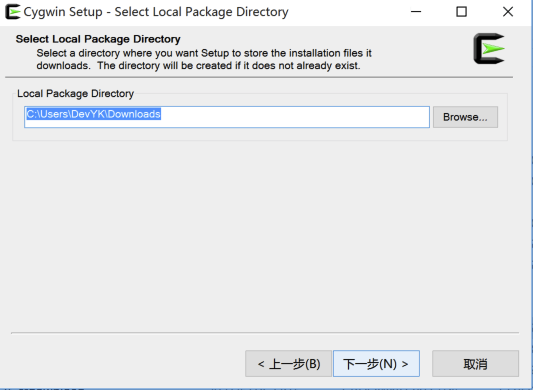 Cygwin Setup - Select Local Package Directory
Select Local Package Directory
Select a directory where you want Setup to store the installation files it
downloads. The directory will be created if it does not already exist.
Local Package Directory
C:\Users\DevYK\Downloads
Browse...
< 上一步(B)
下一步(N) >
取消